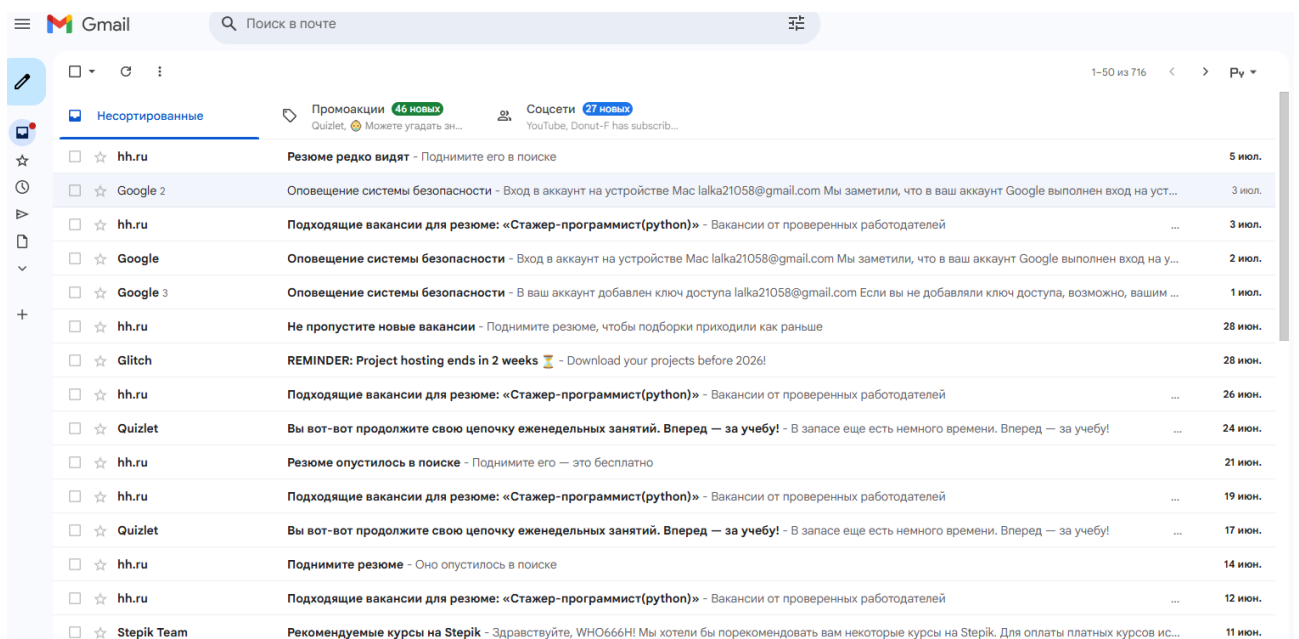 Gmail
Поиск в почте
1–50 из 716
Ру
Несортированные
Промоакции 46 новых
Quizlet, 👴 Можете угадать зн...
Соцсети 27 новых
YouTube, Donut-F has subscrib...
hh.ru Резюме редко видят - Поднимите его в поиске 5 июл.
Google 2 Оповещение системы безопасности - Вход в аккаунт на устройстве Mac lalka21058@gmail.com Мы заметили, что в ваш аккаунт Google выполнен вход на уст... 3 июл.
hh.ru Подходящие вакансии для резюме: «Стажер-программист(python)» - Вакансии от проверенных работодателей ... 3 июл.
Google Оповещение системы безопасности - Вход в аккаунт на устройстве Mac lalka21058@gmail.com Мы заметили, что в ваш аккаунт Google выполнен вход на у... 2 июл.
Google 3 Оповещение системы безопасности - В ваш аккаунт добавлен ключ доступа lalka21058@gmail.com Если вы не добавляли ключ доступа, возможно, вашим ... 1 июл.
hh.ru Не пропустите новые вакансии - Поднимите резюме, чтобы подборки приходили как раньше 28 июн.
Glitch REMINDER: Project hosting ends in 2 weeks ⏳ - Download your projects before 2026! 28 июн.
hh.ru Подходящие вакансии для резюме: «Стажер-программист(python)» - Вакансии от проверенных работодателей ... 26 июн.
Quizlet Вы вот-вот продолжите свою цепочку еженедельных занятий. Вперед — за учебу! - В запасе еще есть немного времени. Вперед — за учебу! ... 24 июн.
hh.ru Резюме опустилось в поиске - Поднимите его — это бесплатно 21 июн.
hh.ru Подходящие вакансии для резюме: «Стажер-программист(python)» - Вакансии от проверенных работодателей ... 19 июн.
Quizlet Вы вот-вот продолжите свою цепочку еженедельных занятий. Вперед — за учебу! - В запасе еще есть немного времени. Вперед — за учебу! ... 17 июн.
hh.ru Поднимите резюме - Оно опустилось в поиске 14 июн.
hh.ru Подходящие вакансии для резюме: «Стажер-программист(python)» - Вакансии от проверенных работодателей ... 12 июн.
Stepik Team Рекомендуемые курсы на Stepik - Здравствуйте, WHO666H! Мы хотели бы порекомендовать вам некоторые курсы на Stepik. Для оплаты платных курсов ис... 11 июн.